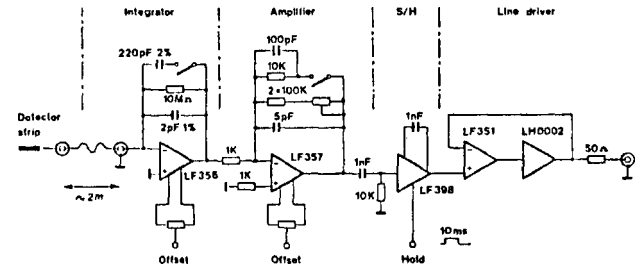 Integrator Amplifier S/H Line driver
220pF 2%
100pF
10K
10MΩ
2×100K
2pF 1%
5pF
1nF
Detector
strip
LF351 LH0002
1K
LF357
1nF
50Ω
LF356
1K
LF398
~2m
10K
10ms
Offset Offset Hold